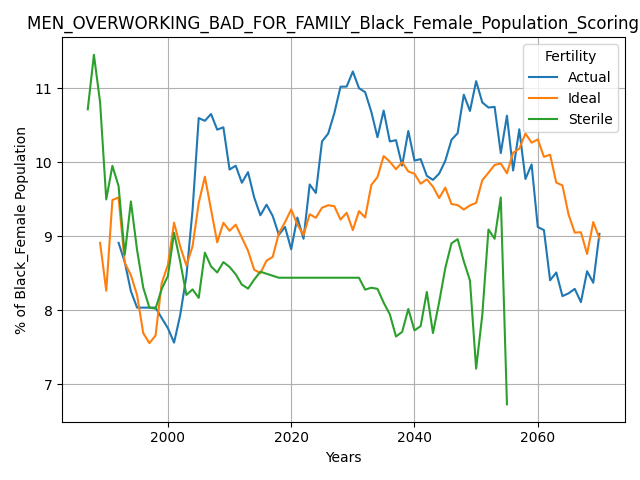 MEN_OVERWORKING_BAD_FOR_FAMILY_Black_Female_Population_Scoring
Fertility
Actual
Ideal
Sterile
% of Black_Female Population
11
10
9
8
7
2000
2020
2040
2060
Years